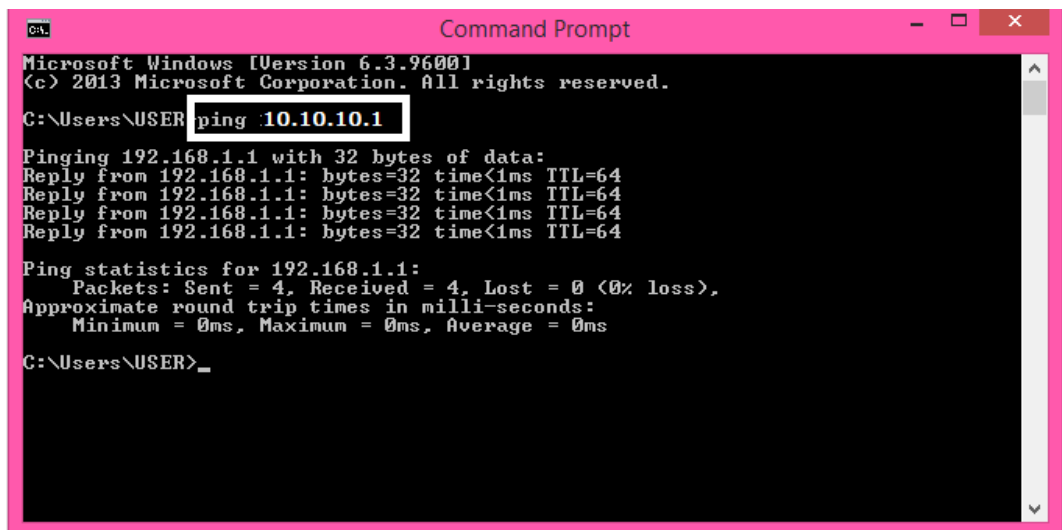 Command Prompt
Microsoft Windows [Version 6.3.9600]
(c) 2013 Microsoft Corporation. All rights reserved.
C:\Users\USER ping 10.10.10.1
Pinging 192.168.1.1 with 32 bytes of data:
Reply from 192.168.1.1: bytes=32 time<1ms TTL=64
Reply from 192.168.1.1: bytes=32 time<1ms TTL=64
Reply from 192.168.1.1: bytes=32 time<1ms TTL=64
Reply from 192.168.1.1: bytes=32 time<1ms TTL=64
Ping statistics for 192.168.1.1:
Packets: Sent = 4, Received = 4, Lost = 0 (0% loss),
Approximate round trip times in milli-seconds:
Minimum = 0ms, Maximum = 0ms, Average = 0ms
C:\Users\USER>_